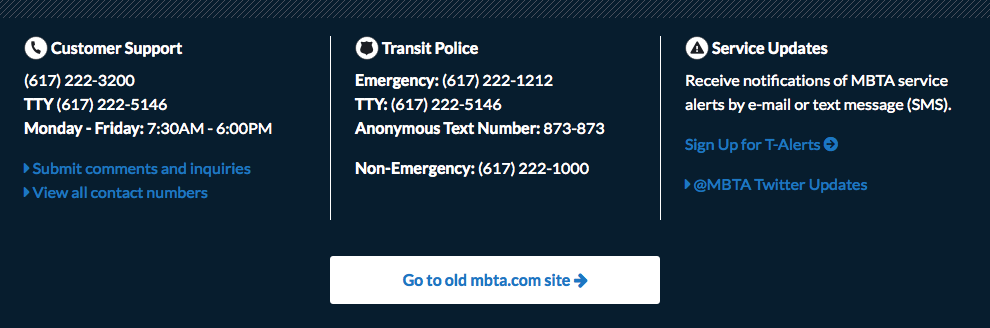 Customer Support
(617) 222-3200
TTY (617) 222-5146
Monday - Friday: 7:30AM - 6:00PM
Submit comments and inquiries
View all contact numbers
Transit Police
Emergency: (617) 222-1212
TTY: (617) 222-5146
Anonymous Text Number: 873-873
Non-Emergency: (617) 222-1000
Service Updates
Receive notifications of MBTA service
alerts by e-mail or text message (SMS).
Sign Up for T-Alerts
@MBTA Twitter Updates
Go to old mbta.com site